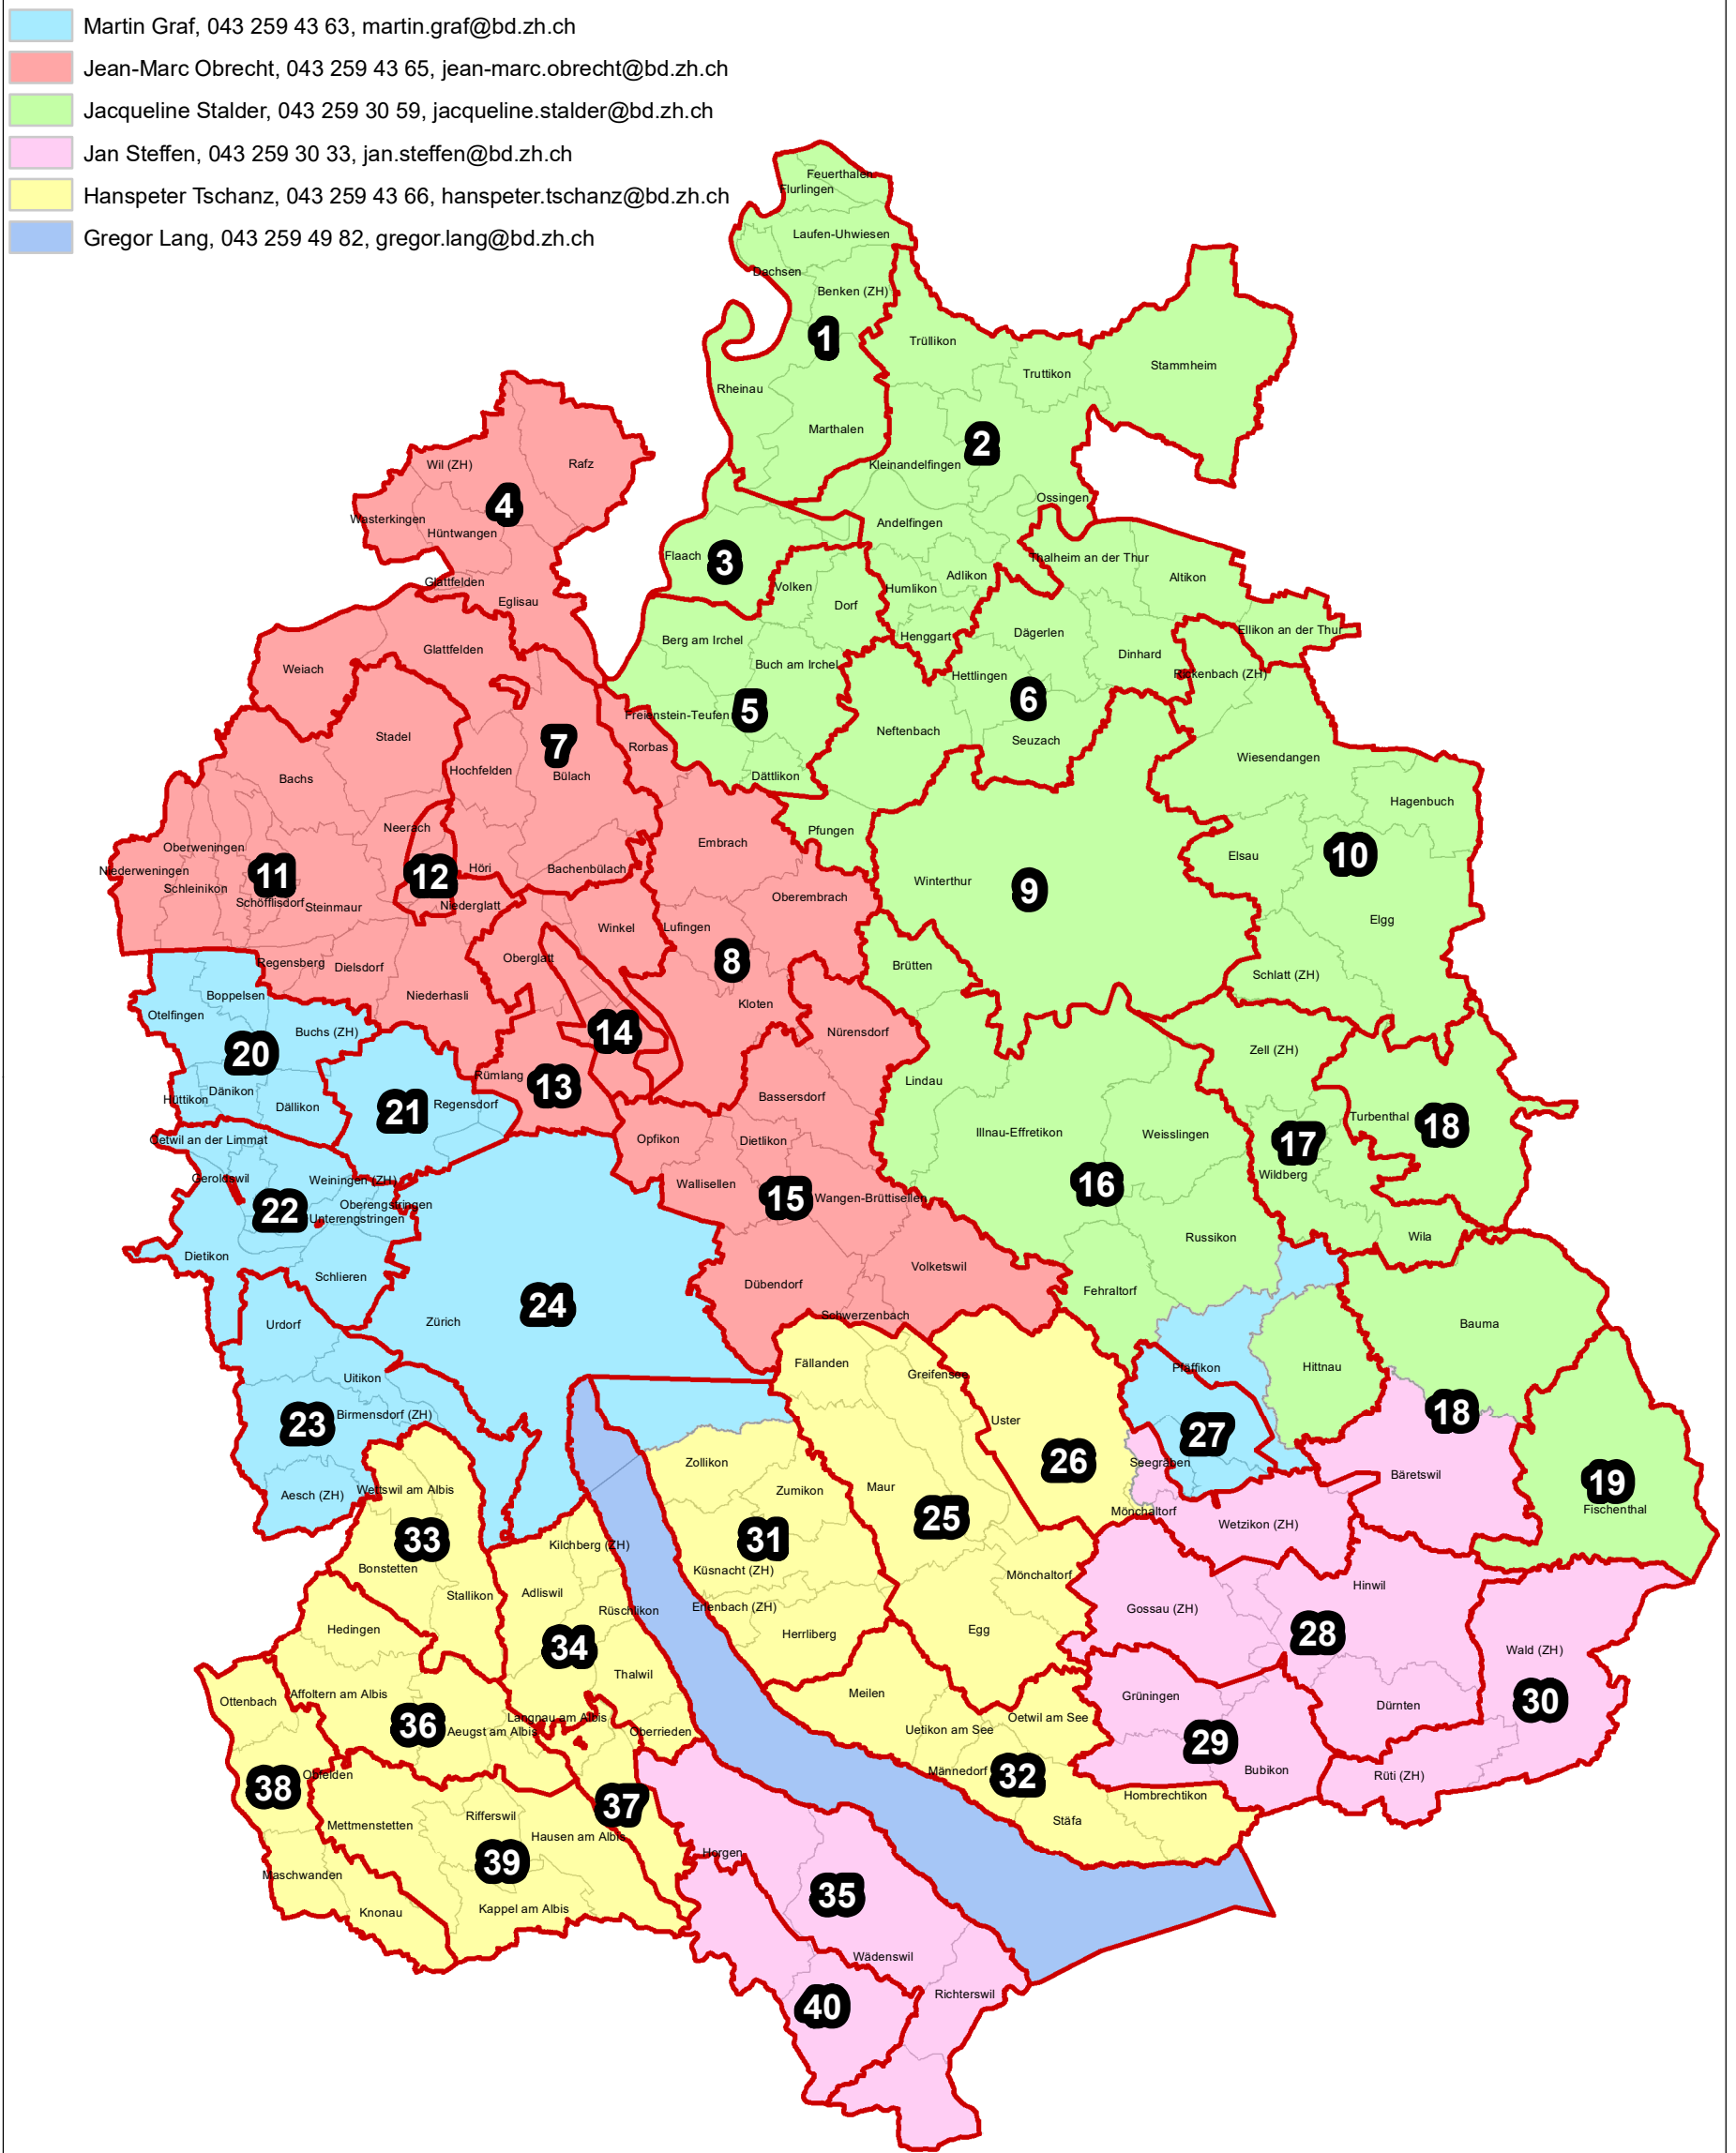 Martin Graf, 043 259 43 63, martin.graf@bd.zh.ch
Jean-Marc Obrecht, 043 259 43 65, jean-marc.obrecht@bd.zh.ch
Jacqueline Stalder, 043 259 30 59, jacqueline.stalder@bd.zh.ch
Jan Steffen, 043 259 30 33, jan.steffen@bd.zh.ch
Hanspeter Tschanz, 043 259 43 66, hanspeter.tschanz@bd.zh.ch
Gregor Lang, 043 259 49 82, gregor.lang@bd.zh.ch
Feuerthalen
Flurlingen
Laufen-Uhwiesen
Dachsen
Benken (ZH)
1
Trüllikon
Stammheim
Truttikon
Rheinau
Marthalen
2
Wil (ZH)
Rafz
Kleinandelfingen
Ossingen
4
Wasterkingen
Andelfingen
Hüntwangen
Flaach
3
Thalheim an der Thur
Adlikon
Altikon
Glattfelden
Volken
Humlikon
Eglisau
Dorf
Ellikon an der Thur
Dägerlen
Henggart
Berg am Irchel
Glattfelden
Dinhard
Buch am Irchel
Weiach
Rickenbach (ZH)
Hettlingen
6
5
Freienstein-Teufen
Neftenbach
Stadel
Seuzach
7
Rorbas
Wiesendangen
Hochfelden
Bülach
Dättlikon
Bachs
Hagenbuch
Neerach
Pfungen
Embrach
Oberweningen
10
Elsau
Höri
Bachenbülach
Niederweningen
11
12
Winterthur
9
Schleinikon
Oberembrach
Schöfflisdorf
Steinmaur
Niederglatt
Elgg
Winkel
Lufingen
Oberglatt
8
Regensberg
Dielsdorf
Brütten
Schlatt (ZH)
Boppelsen
Niederhasli
Kloten
Otelfingen
Buchs (ZH)
14
Nürensdorf
20
Zell (ZH)
Rümlang
13
Lindau
Dänikon
Hüttikon
Dällikon
21
Regensdorf
Bassersdorf
Turbenthal
18
Oetwil an der Limmat
Opfikon
Dietlikon
Illnau-Effretikon
Weisslingen
17
Geroldswil
Weiningen (ZH)
Wallisellen
15
Wangen-Brüttisellen
16
Wildberg
Oberengstringen
22
Unterengstringen
Russikon
Wila
Dietikon
Schlieren
Dübendorf
Volketswil
Fehraltorf
24
Zürich
Urdorf
Schwerzenbach
Bauma
Fällanden
Greifensee
Pfäffikon
Hittnau
Uitikon
Birmensdorf (ZH)
23
Uster
18
27
Zollikon
26
Seegräben
Bäretswil
19
Fischenthal
Aesch (ZH)
Wettswil am Albis
Zumikon
Maur
25
Mönchaltorf
Wetzikon (ZH)
33
Kilchberg (ZH)
31
Bonstetten
Küsnacht (ZH)
Mönchaltorf
Hinwil
Stallikon
Adliswil
Rüschlikon
Erlenbach (ZH)
Gossau (ZH)
Hedingen
Herrliberg
Egg
28
34
Wald (ZH)
Thalwil
Affoltern am Albis
Ottenbach
Meilen
Grüningen
Dürnten
30
36
Langnau am Albis
Aeugst am Albis
Oberrieden
Uetikon am See
Oetwil am See
29
Obfelden
38
Männedorf
32
Bubikon
Rüti (ZH)
37
Hombrechtikon
Rifferswil
Mettmenstetten
Hausen am Albis
Stäfa
Horgen
39
Maschwanden
35
Kappel am Albis
Knonau
Wädenswil
Richterswil
40